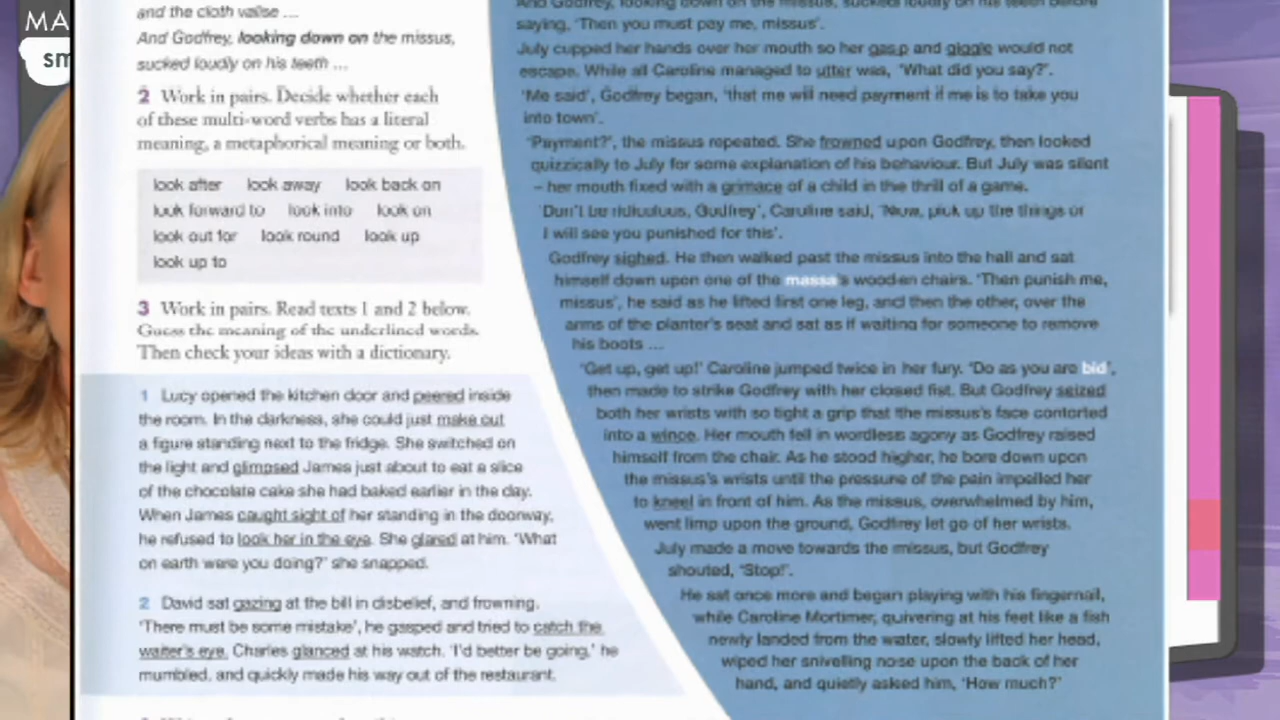 MA
sm
and the cloth valise ...
And Godfrey, looking down on the missus,
sucked loudly on his teeth ...
2 Work in pairs. Decide whether each
of these multi-word verbs has a literal
meaning, a metaphorical meaning or both.
look after look away look back on
look forward to look into look on
look out for look round look up
look up to
3 Work in pairs. Read texts 1 and 2 below.
Guess the meaning of the underlined words.
Then check your ideas with a dictionary.
1 Lucy opened the kitchen door and peered inside
the room. In the darkness, she could just make out
a figure standing next to the fridge. She switched on
the light and glimpsed James just about to eat a slice
of the chocolate cake she had baked earlier in the day.
When James caught sight of her standing in the doorway,
he refused to look her in the eye. She glared at him. 'What
on earth were you doing?' she snapped.
2 David sat gazing at the bill in disbelief, and frowning.
'There must be some mistake', he gasped and tried to catch the
waiter's eye. Charles glanced at his watch. 'I'd better be going,' he
mumbled, and quickly made his way out of the restaurant.
And Godfrey, looking down on the missus, sucked loudly on his teeth before
saying, 'Then you must pay me, missus'.
July cupped her hands over her mouth so her gasp and giggle would not
escape. While all Caroline managed to utter was, 'What did you say?'.
'Me said', Godfrey began, 'that me will need payment if me is to take you
into town'.
'Payment?', the missus repeated. She frowned upon Godfrey, then looked
quizzically to July for some explanation of his behaviour. But July was silent
– her mouth fixed with a grimace of a child in the thrill of a game.
'Don't be ridiculous, Godfrey', Caroline said, 'Now, pick up the things or
I will see you punished for this'.
Godfrey sighed. He then walked past the missus into the hall and sat
himself down upon one of the massa's wooden chairs. 'Then punish me,
missus', he said as he lifted first one leg, and then the other, over the
arms of the planter's seat and sat as if waiting for someone to remove
his boots ...
'Get up, get up!' Caroline jumped twice in her fury. 'Do as you are bid',
then made to strike Godfrey with her closed fist. But Godfrey seized
both her wrists with so tight a grip that the missus's face contorted
into a wince. Her mouth fell in wordless agony as Godfrey raised
himself from the chair. As he stood higher, he bore down upon
the missus's wrists until the pressure of the pain impelled her
to kneel in front of him. As the missus, overwhelmed by him,
went limp upon the ground, Godfrey let go of her wrists.
July made a move towards the missus, but Godfrey
shouted, 'Stop!'.
He sat once more and began playing with his fingernail,
while Caroline Mortimer, quivering at his feet like a fish
newly landed from the water, slowly lifted her head,
wiped her snivelling nose upon the back of her
hand, and quietly asked him, 'How much?'